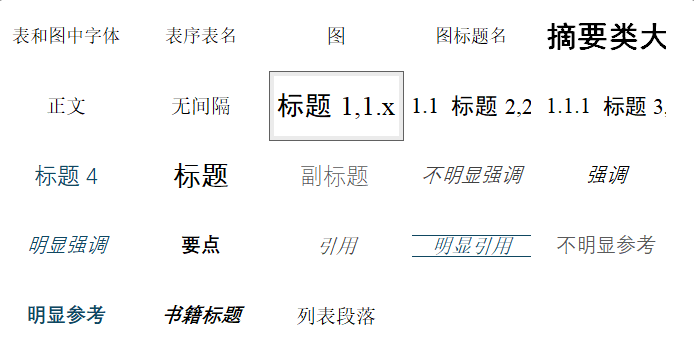 表和图中字体 表序表名 图 图标题名 摘要类大
正文 无间隔 标题 1,1.x 1.1 标题 2,2 1.1.1 标题 3,
标题 4 标题 副标题 不明显强调 强调
明显强调 要点 引用 明显引用 不明显参考
明显参考 书籍标题 列表段落